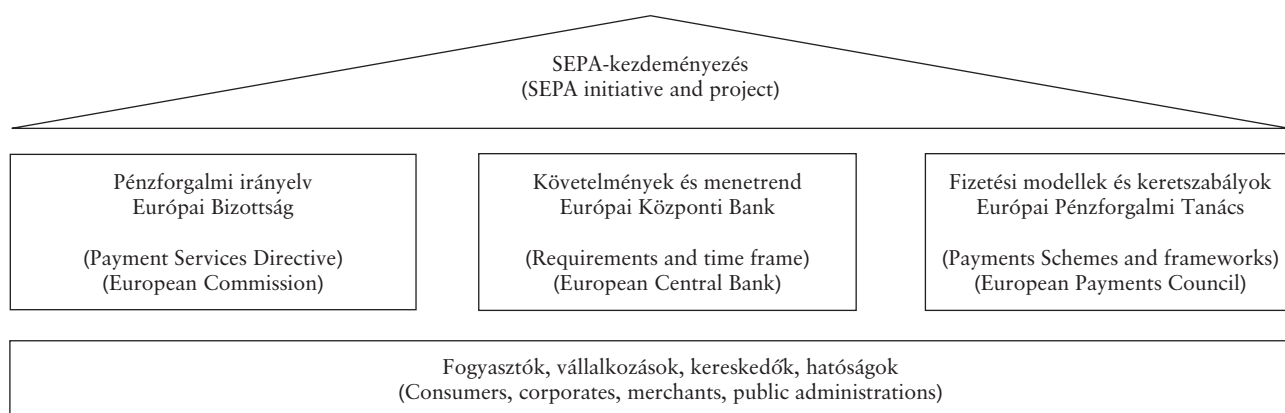 SEPA-kezdeményezés
(SEPA initiative and project)
Pénzforgalmi irányelv
Európai Bizottság
(Payment Services Directive)
(European Commission)
Követelmények és menetrend
Európai Központi Bank
(Requirements and time frame)
(European Central Bank)
Fizetési modellek és keretszabályok
Európai Pénzforgalmi Tanács
(Payments Schemes and frameworks)
(European Payments Council)
Fogyasztók, vállalkozások, kereskedők, hatóságok
(Consumers, corporates, merchants, public administrations)